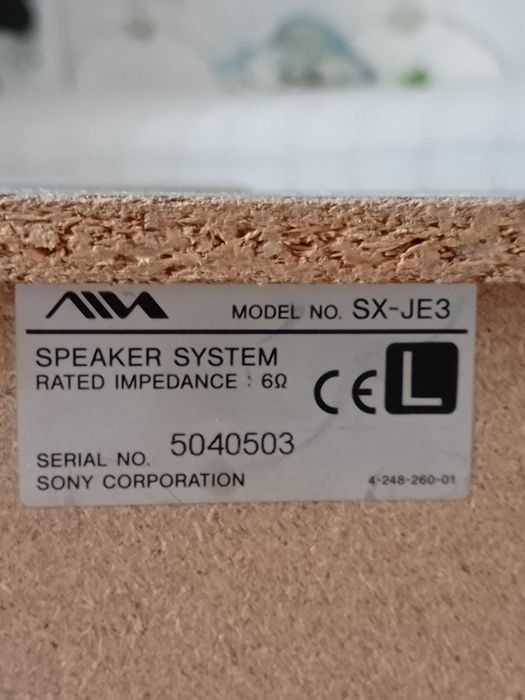 AIWA
MODEL NO. SX-JE3
SPEAKER SYSTEM
RATED IMPEDANCE : 6Ω
CE L
SERIAL NO. 5040503
SONY CORPORATION
4-248-260-01